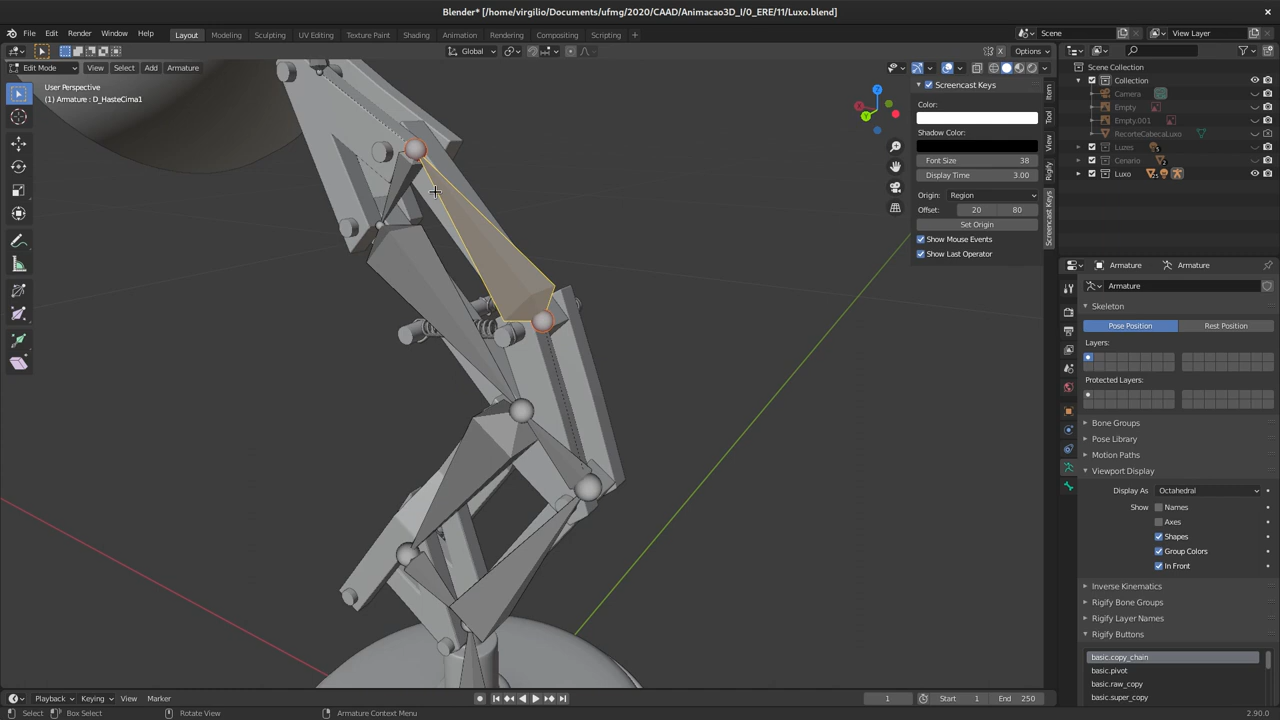 Blender* [/home/virgilio/Documents/ufmg/2020/CAAD/Animacao3D_I/0_ERE/11/Luxo.blend]
File Edit Render Window Help Layout Modeling Sculpting UV Editing Texture Paint Shading Animation Rendering Compositing Scripting + Scene View Layer
Global Options
Edit Mode View Select Add Armature
User Perspective
(1) Armature : D_HasteCima1
Screencast Keys
Color:
Shadow Color:
Font Size 38
Display Time 3.00
Origin: Region
Offset: 20 80
Set Origin
Show Mouse Events
Show Last Operator
Item
Tool
View
Rigify
Screencast Keys
X
Y
Z
Scene Collection
Collection
Camera
Empty
Empty.001
RecorteCabecaLuxo
Luzes
Cenario
Luxo
Armature Armature
Armature
Skeleton
Pose Position Rest Position
Layers:
Protected Layers:
Bone Groups
Pose Library
Motion Paths
Viewport Display
Display As Octahedral
Show Names
Axes
Shapes
Group Colors
In Front
Inverse Kinematics
Rigify Bone Groups
Rigify Layer Names
Rigify Buttons
basic.copy_chain
basic.pivot
basic.raw_copy
basic.super_copy
Playback Keying View Marker 1 Start 1 End 250
Select Box Select Rotate View Armature Context Menu 2.90.0